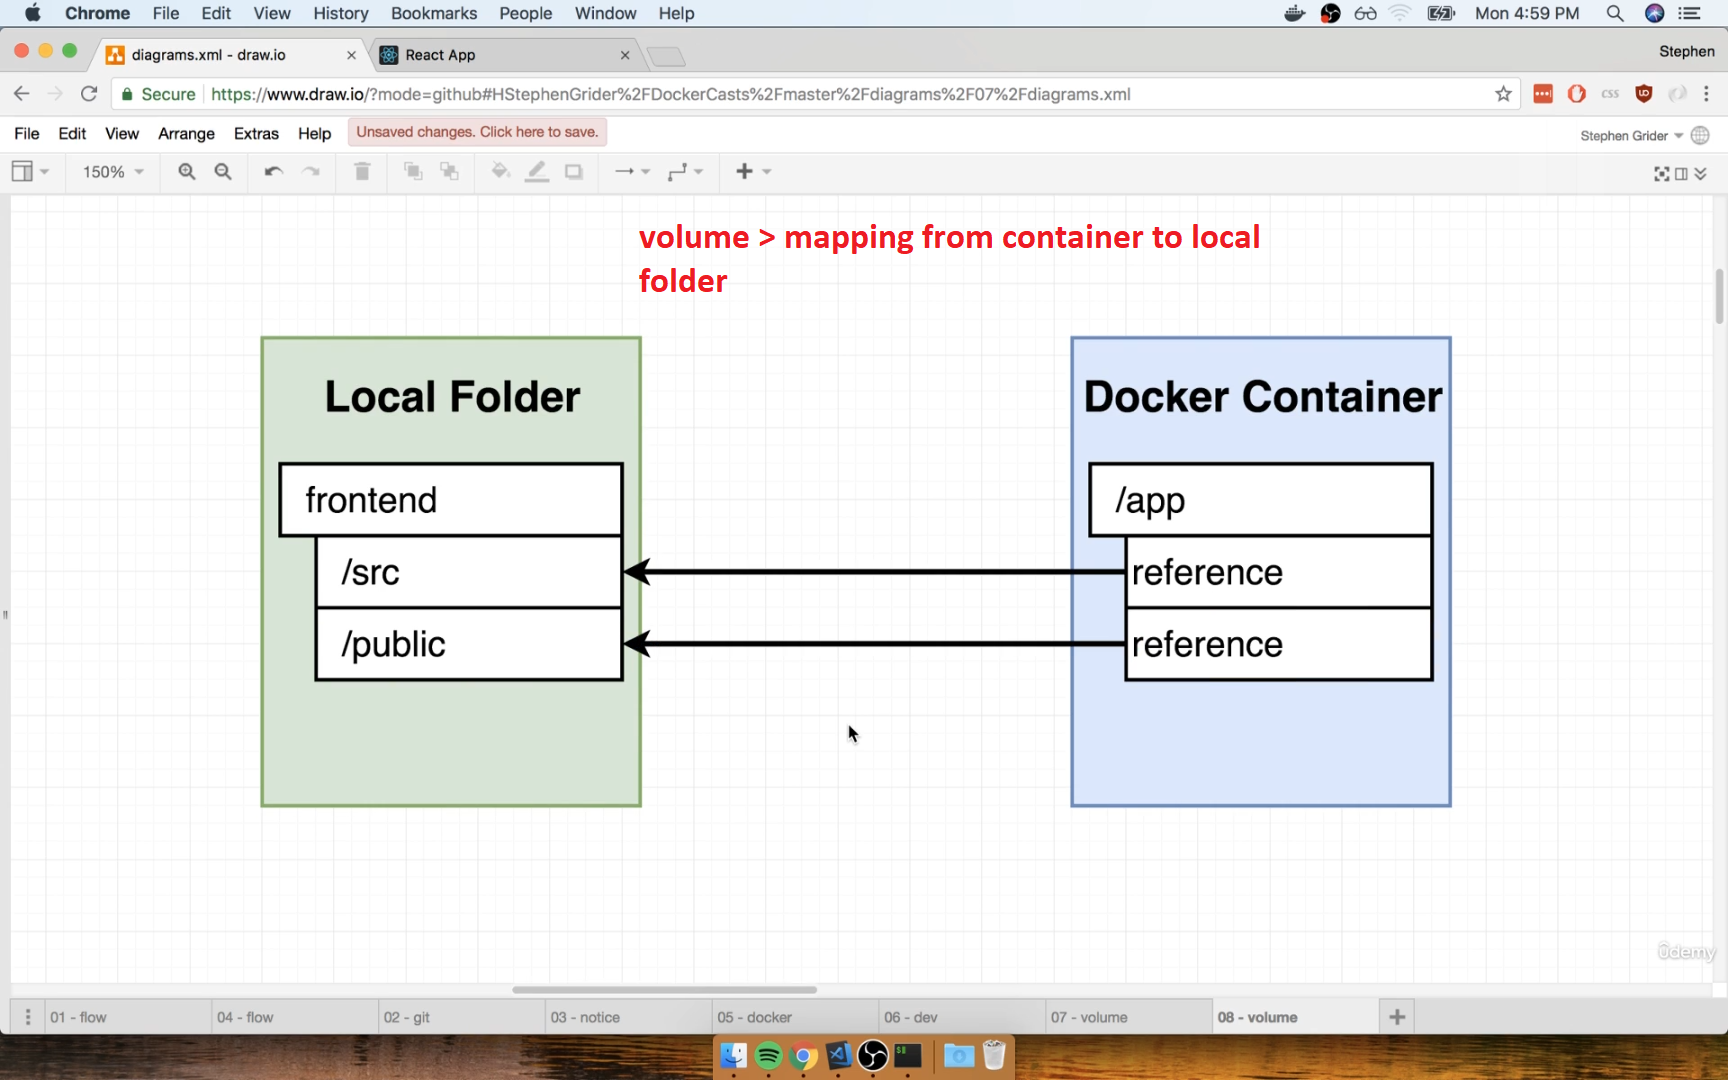 Chrome File Edit View History Bookmarks People Window Help Mon 4:59 PM
diagrams.xml - draw.io React App Stephen
Secure https://www.draw.io/?mode=github#HStephenGrider%2FDockerCasts%2Fmaster%2Fdiagrams%2F07%2Fdiagrams.xml css
File Edit View Arrange Extras Help Unsaved changes. Click here to save. Stephen Grider
150%
volume > mapping from container to local
folder
Local Folder
frontend
/src
/public
Docker Container
/app
reference
reference
ûdemy
01 - flow 04 - flow 02 - git 03 - notice 05 - docker 06 - dev 07 - volume 08 - volume